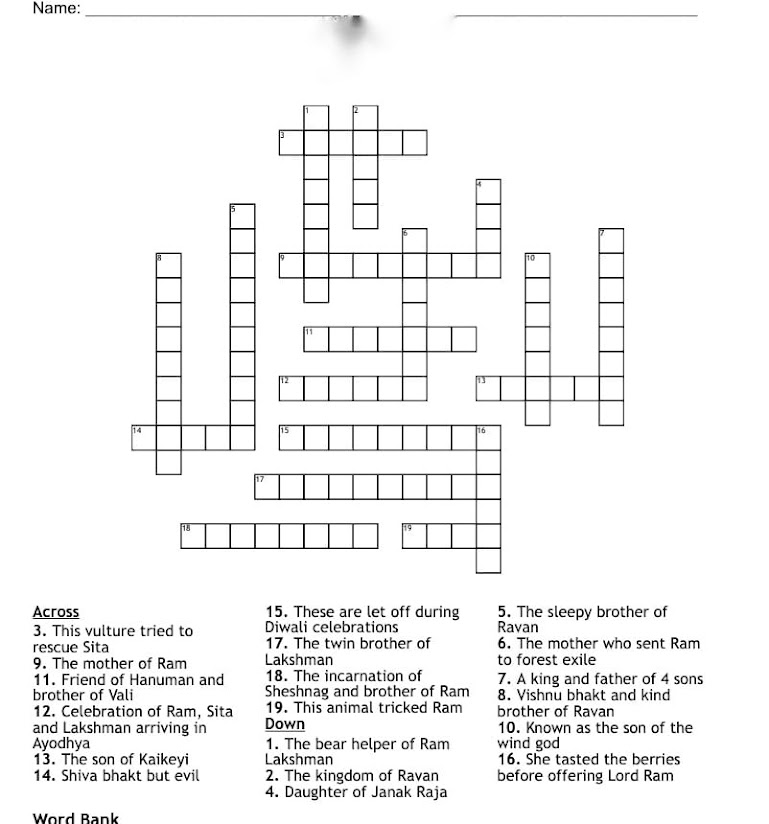 Name:
1
2
3
4
5
6
7
8
9
10
11
12
13
14
15
16
17
18
19
Across
3. This vulture tried to
rescue Sita
9. The mother of Ram
11. Friend of Hanuman and
brother of Vali
12. Celebration of Ram, Sita
and Lakshman arriving in
Ayodhya
13. The son of Kaikeyi
14. Shiva bhakt but evil
15. These are let off during
Diwali celebrations
17. The twin brother of
Lakshman
18. The incarnation of
Sheshnag and brother of Ram
19. This animal tricked Ram
Down
1. The bear helper of Ram
Lakshman
2. The kingdom of Ravan
4. Daughter of Janak Raja
5. The sleepy brother of
Ravan
6. The mother who sent Ram
to forest exile
7. A king and father of 4 sons
8. Vishnu bhakt and kind
brother of Ravan
10. Known as the son of the
wind god
16. She tasted the berries
before offering Lord Ram
Word Bank